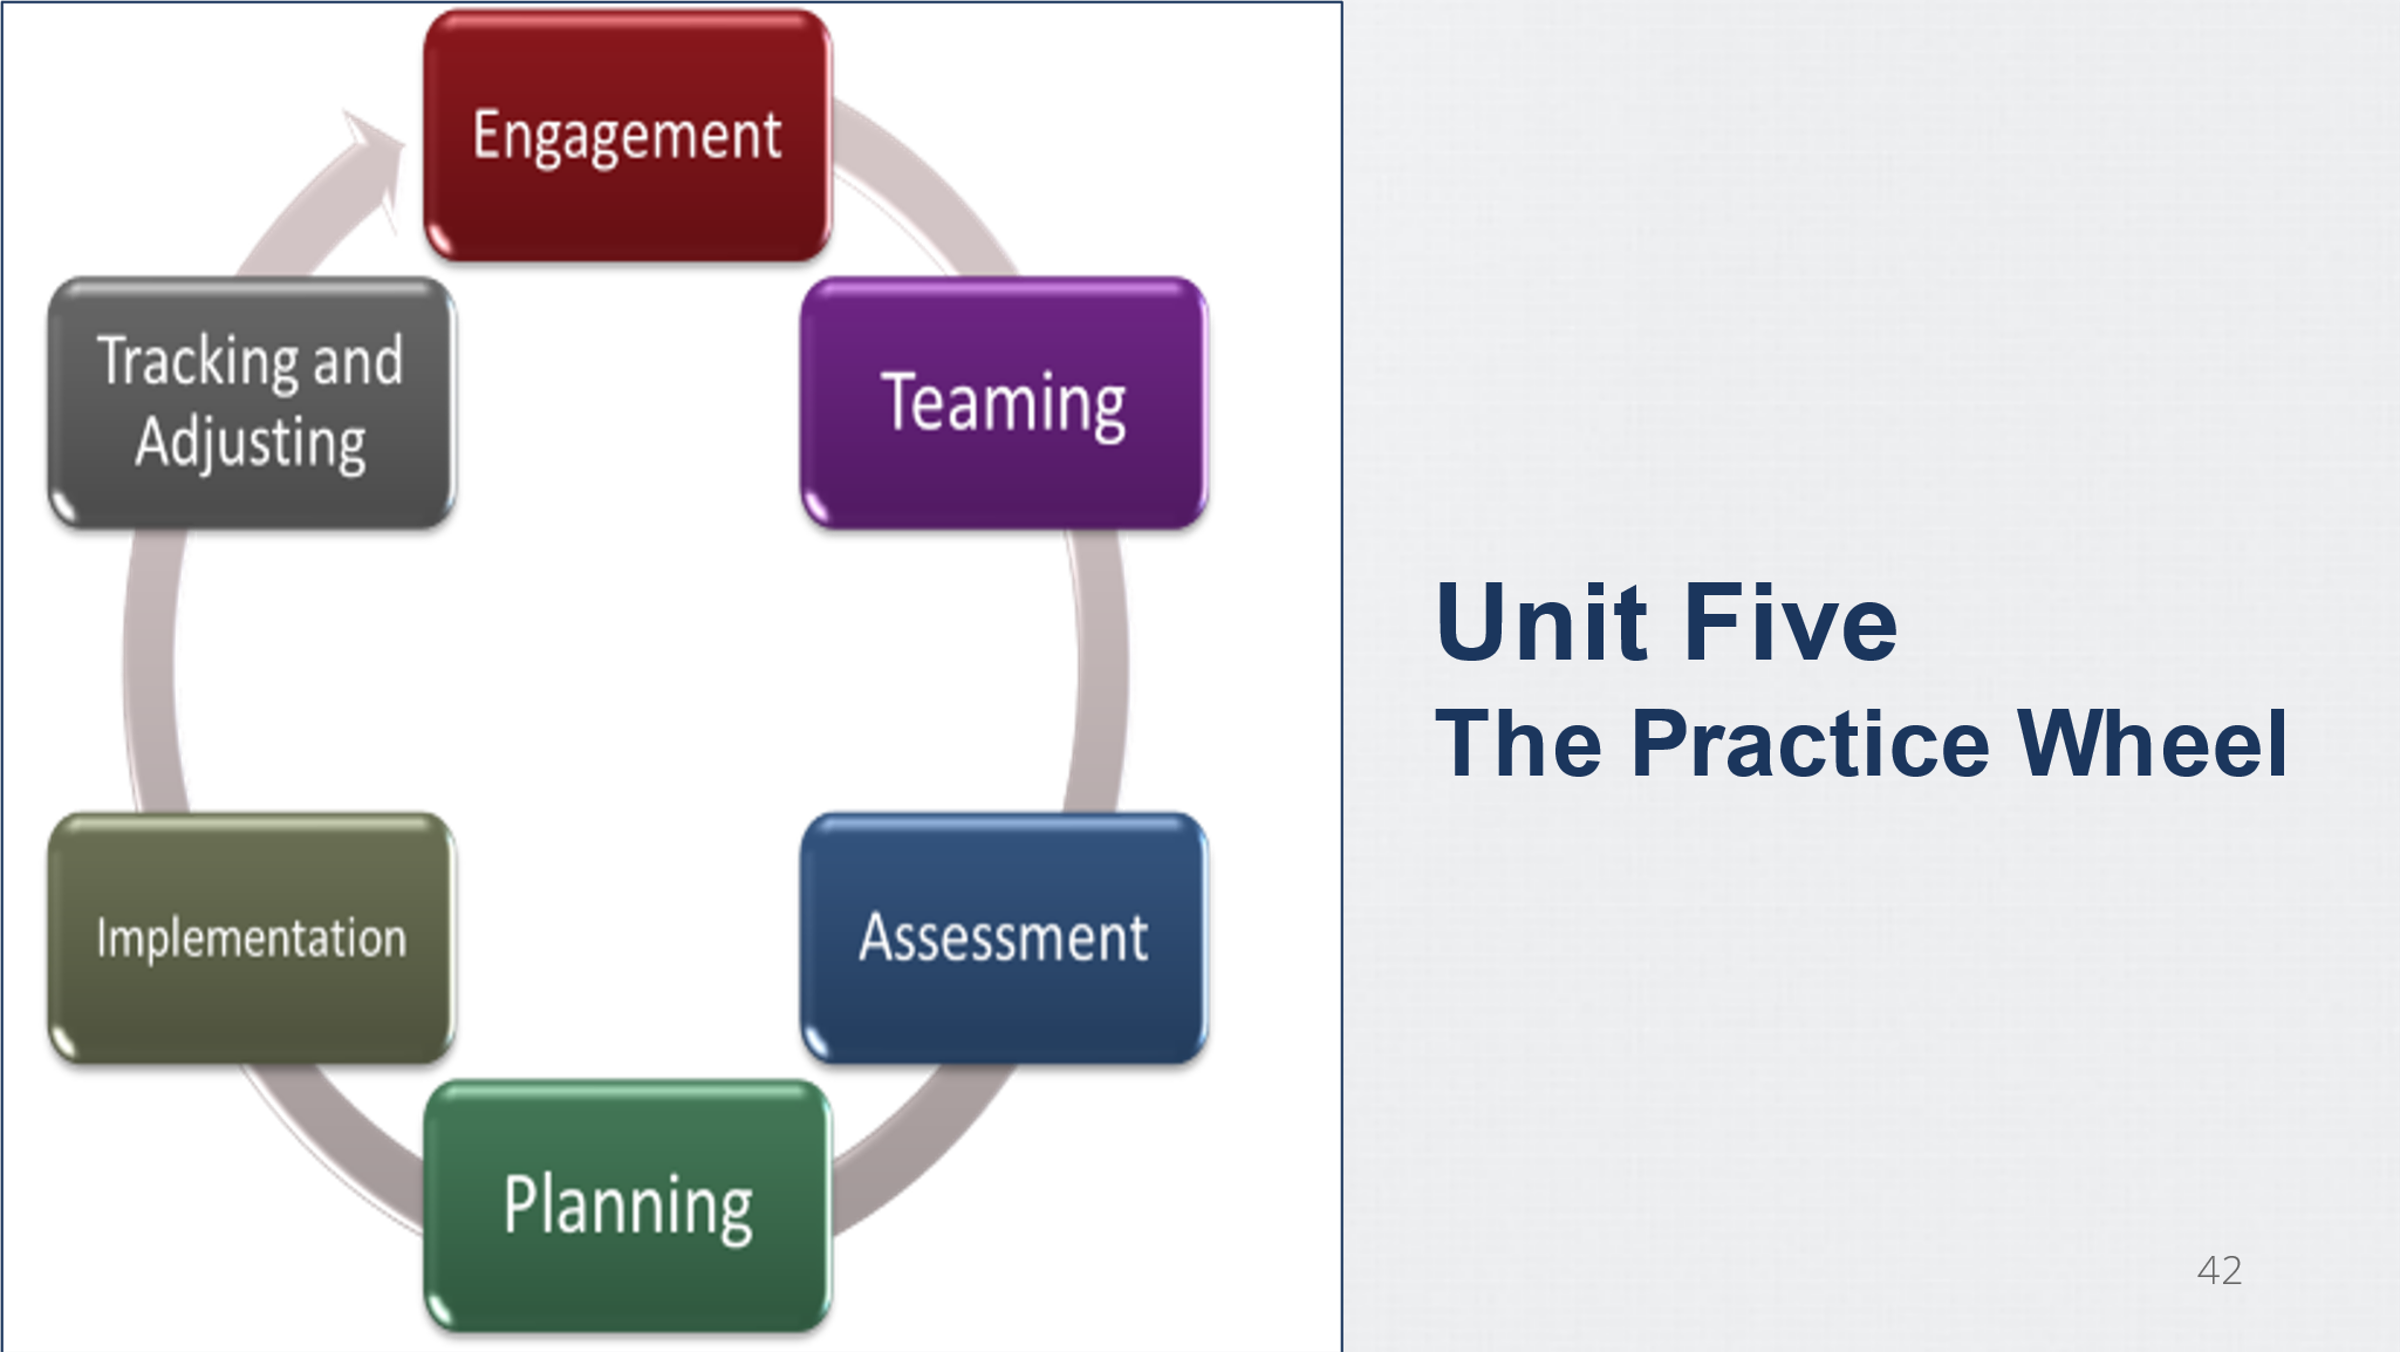 Engagement
Teaming
Assessment
Planning
Implementation
Tracking and
Adjusting
Unit Five
The Practice Wheel
42